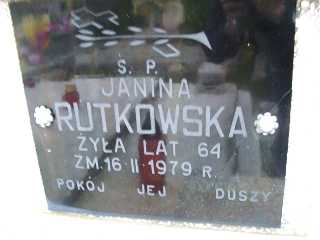 Ś. P.
JANINA
RUTKOWSKA
ŻYŁA LAT 64
ZM. 16·II·1979 R.
POKÓJ JEJ DUSZY